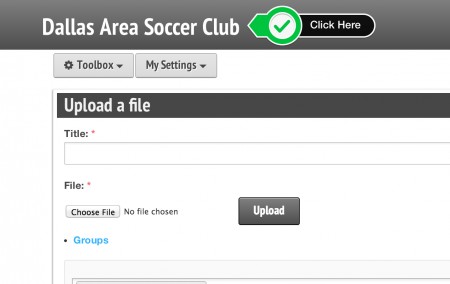 Dallas Area Soccer Club Click Here
Toolbox My Settings
Upload a file
Title: *
File: *
Choose File No file chosen Upload
• Groups